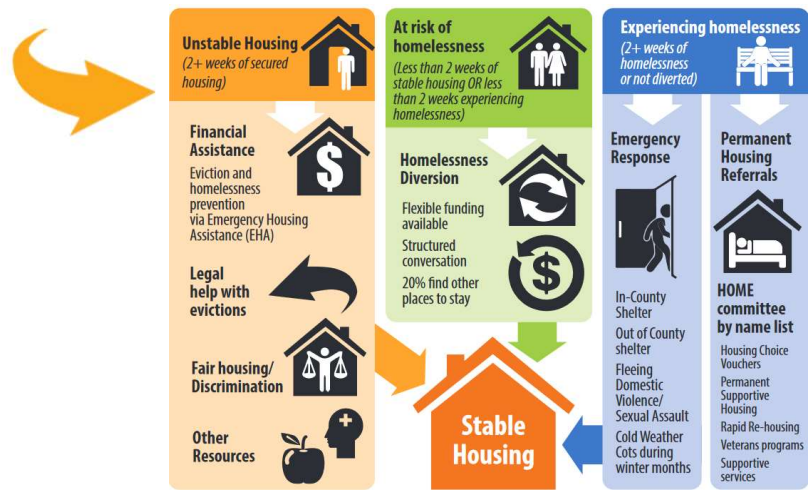 Unstable Housing
(2+ weeks of secured
housing)
Financial
Assistance
$
Eviction and
homelessness
prevention
via Emergency Housing
Assistance (EHA)
Legal
help with
evictions
Fair housing/
Discrimination
Other
Resources
At risk of
homelessness
(Less than 2 weeks of
stable housing OR less
than 2 weeks experiencing
homelessness)
Homelessness
Diversion
Flexible funding
available
Structured
conversation
20% find other
places to stay
$
Stable
Housing
Experiencing homelessness
(2+ weeks of
homelessness
or not diverted)
Emergency
Response
In-County
Shelter
Out of County
shelter
Fleeing
Domestic
Violence/
Sexual Assault
Cold Weather
Cots during
winter months
Permanent
Housing
Referrals
HOME
committee
by name list
Housing Choice
Vouchers
Permanent
Supportive
Housing
Rapid Re-housing
Veterans programs
Supportive
services